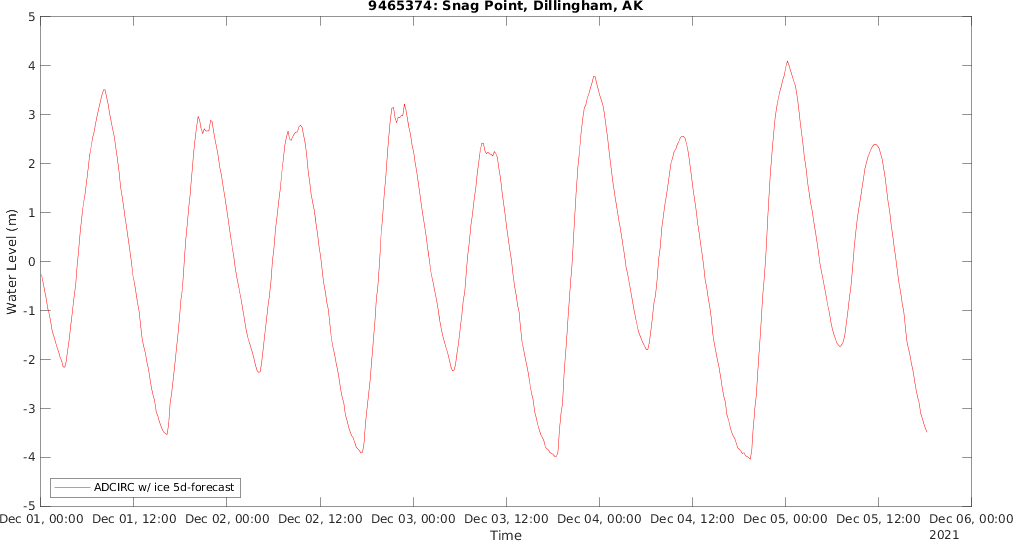 9465374: Snag Point, Dillingham, AK
5
4
3
2
1
0
-1
-2
-3
-4
-5
Water Level (m)
ADCIRC w/ ice 5d-forecast
Dec 01, 00:00 Dec 01, 12:00 Dec 02, 00:00 Dec 02, 12:00 Dec 03, 00:00 Dec 03, 12:00 Dec 04, 00:00 Dec 04, 12:00 Dec 05, 00:00 Dec 05, 12:00 Dec 06, 00:00
Time
2021